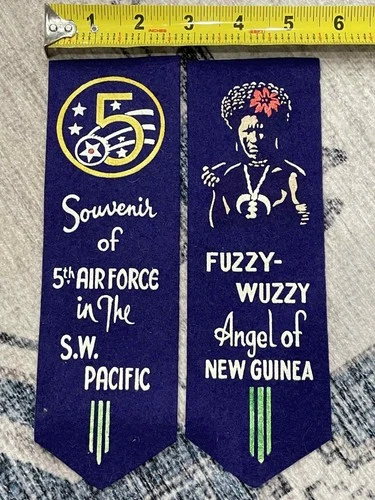 1 2 3 4 5 6
5
Souvenir
of
5th AIR FORCE
in The
S.W.
PACIFIC
FUZZY-
WUZZY
Angel of
NEW GUINEA